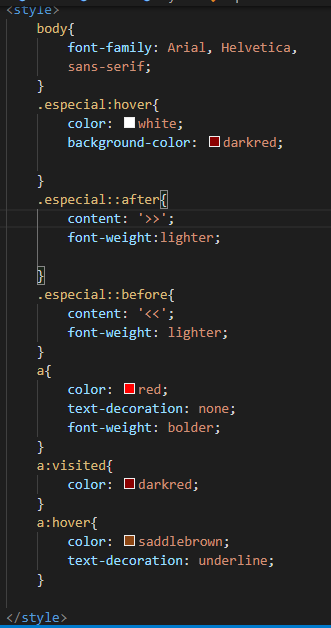 <style>
body{
font-family: Arial, Helvetica,
sans-serif;
}
.especial:hover{
color: white;
background-color: darkred;
}
.especial::after{
content: '>>';
font-weight:lighter;
}
.especial::before{
content: '<<';
font-weight: lighter;
}
a{
color: red;
text-decoration: none;
font-weight: bolder;
}
a:visited{
color: darkred;
}
a:hover{
color: saddlebrown;
text-decoration: underline;
}
</style>